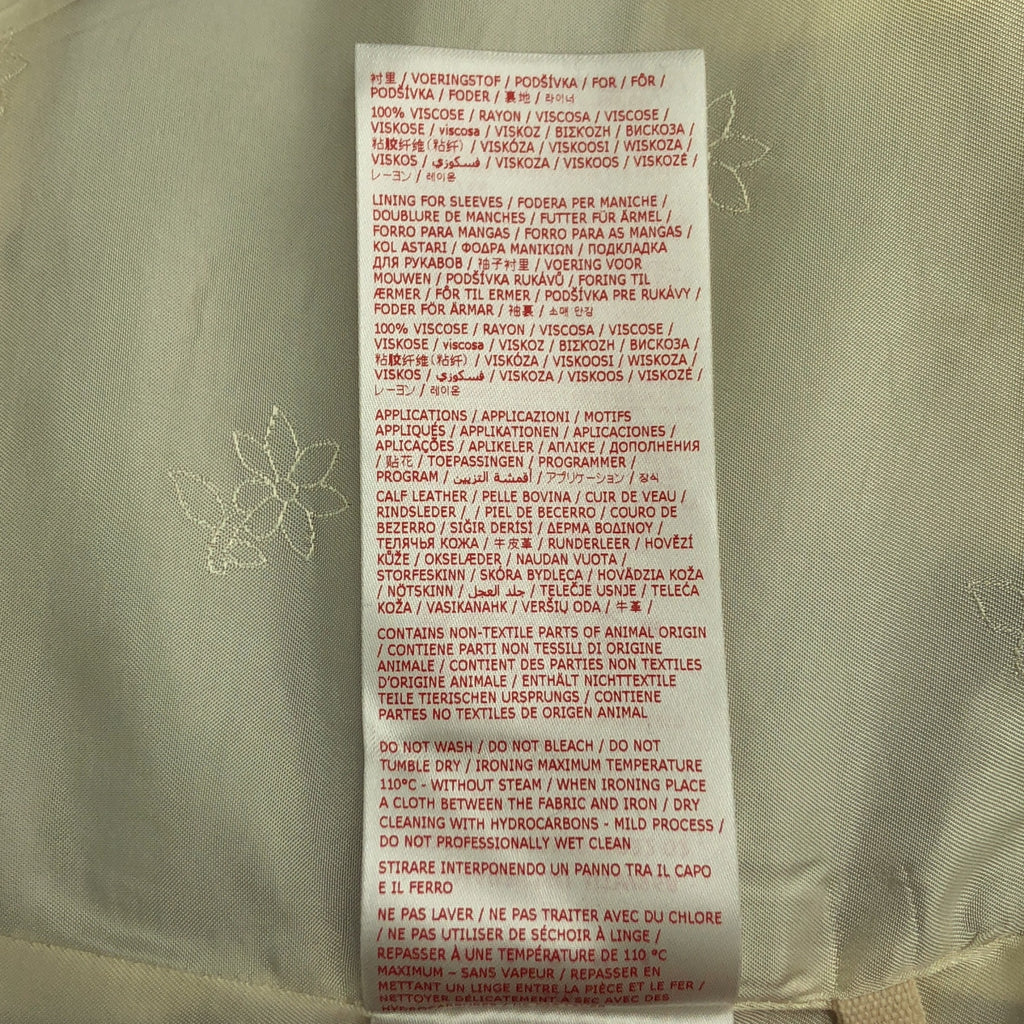 衬里 / VOERINGSTOF / PODŠÍVKA / FOR / FÔR /
PODŠÍVKA / FODER / 裏地 / 라이너
100% VISCOSE / RAYON / VISCOSA / VISCOSE /
VISKOSE / viscosa / VISKOZ / ΒΙΣΚΟΖΗ / ВИСКОЗА /
粘胶纤维(粘纤) / VISKÓZA / VISKOOSI / WISKOZA /
VISKOS / فسكوزي / VISKOZA / VISKOOS / VISKOZĖ /
レーヨン / 레이온
LINING FOR SLEEVES / FODERA PER MANICHE /
DOUBLURE DE MANCHES / FUTTER FÜR ÄRMEL /
FORRO PARA MANGAS / FORRO PARA AS MANGAS /
KOL ASTARI / ΦΟΔΡΑ ΜΑΝΙΚΙΩΝ / ПОДКЛАДКА
ДЛЯ РУКАВОВ / 袖子衬里 / VOERING VOOR
MOUWEN / PODŠÍVKA RUKÁVŮ / FORING TIL
ÆRMER / FÔR TIL ERMER / PODŠÍVKA PRE RUKÁVY /
FODER FÖR ÄRMAR / 袖裏 / 소매 안감
100% VISCOSE / RAYON / VISCOSA / VISCOSE /
VISKOSE / viscosa / VISKOZ / ΒΙΣΚΟΖΗ / ВИСКОЗА /
粘胶纤维(粘纤) / VISKÓZA / VISKOOSI / WISKOZA /
VISKOS / فسكوزي / VISKOZA / VISKOOS / VISKOZĖ /
レーヨン / 레이온
APPLICATIONS / APPLICAZIONI / MOTIFS
APPLIQUÉS / APPLIKATIONEN / APLICACIONES /
APLICAÇÕES / APLIKELER / ΑΠΛΙΚΕ / ДОПОЛНЕНИЯ
/ 贴花 / TOEPASSINGEN / PROGRAMMER /
PROGRAM / أقمشة التزيين / アプリケーション / 장식
CALF LEATHER / PELLE BOVINA / CUIR DE VEAU /
RINDSLEDER / / PIEL DE BECERRO / COURO DE
BEZERRO / SIĞIR DERİSİ / ΔΕΡΜΑ ΒΟΔΙΝΟΥ /
ТЕЛЯЧЬЯ КОЖА / 牛皮革 / RUNDERLEER / HOVĚZÍ
KŮŽE / OKSELÆDER / NAUDAN VUOTA /
STORFESKINN / SKÓRA BYDLĘCA / HOVÄDZIA KOŽA
/ NÖTSKINN / جلد العجل / TELEČJE USNJE / TELEĆA
KOŽA / VASIKANAHK / VERŠIŲ ODA / 牛革 /
CONTAINS NON-TEXTILE PARTS OF ANIMAL ORIGIN
/ CONTIENE PARTI NON TESSILI DI ORIGINE
ANIMALE / CONTIENT DES PARTIES NON TEXTILES
D'ORIGINE ANIMALE / ENTHÄLT NICHTTEXTILE
TEILE TIERISCHEN URSPRUNGS / CONTIENE
PARTES NO TEXTILES DE ORIGEN ANIMAL
DO NOT WASH / DO NOT BLEACH / DO NOT
TUMBLE DRY / IRONING MAXIMUM TEMPERATURE
110°C - WITHOUT STEAM / WHEN IRONING PLACE
A CLOTH BETWEEN THE FABRIC AND IRON / DRY
CLEANING WITH HYDROCARBONS - MILD PROCESS /
DO NOT PROFESSIONALLY WET CLEAN
STIRARE INTERPONENDO UN PANNO TRA IL CAPO
E IL FERRO
NE PAS LAVER / NE PAS TRAITER AVEC DU CHLORE
/ NE PAS UTILISER DE SÉCHOIR À LINGE /
REPASSER À UNE TEMPÉRATURE DE 110 °C
MAXIMUM – SANS VAPEUR / REPASSER EN
METTANT UN LINGE ENTRE LA PIÈCE ET LE FER /
NETTOYER DÉLICATEMENT À SEC AVEC DES